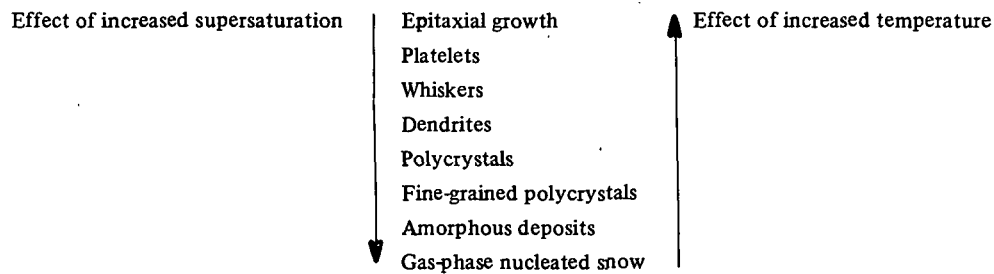 Effect of increased supersaturation Epitaxial growth Effect of increased temperature
Platelets
Whiskers
Dendrites
Polycrystals
Fine-grained polycrystals
Amorphous deposits
Gas-phase nucleated snow